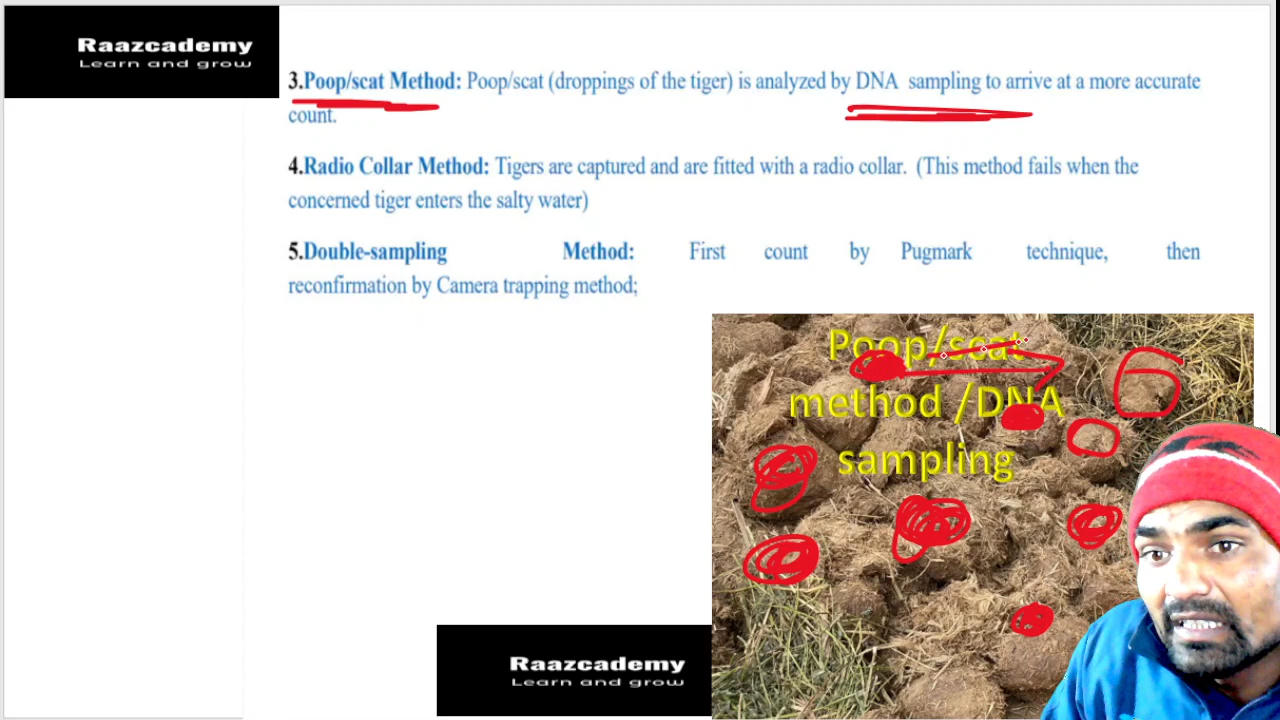 Raazcademy
Learn and grow
3.Poop/scat Method: Poop/scat (droppings of the tiger) is analyzed by DNA sampling to arrive at a more accurate
count.
4.Radio Collar Method: Tigers are captured and are fitted with a radio collar. (This method fails when the
concerned tiger enters the salty water)
5.Double-sampling Method: First count by Pugmark technique, then
reconfirmation by Camera trapping method;
Poop/scat
method /DNA
sampling
Raazcademy
Learn and grow